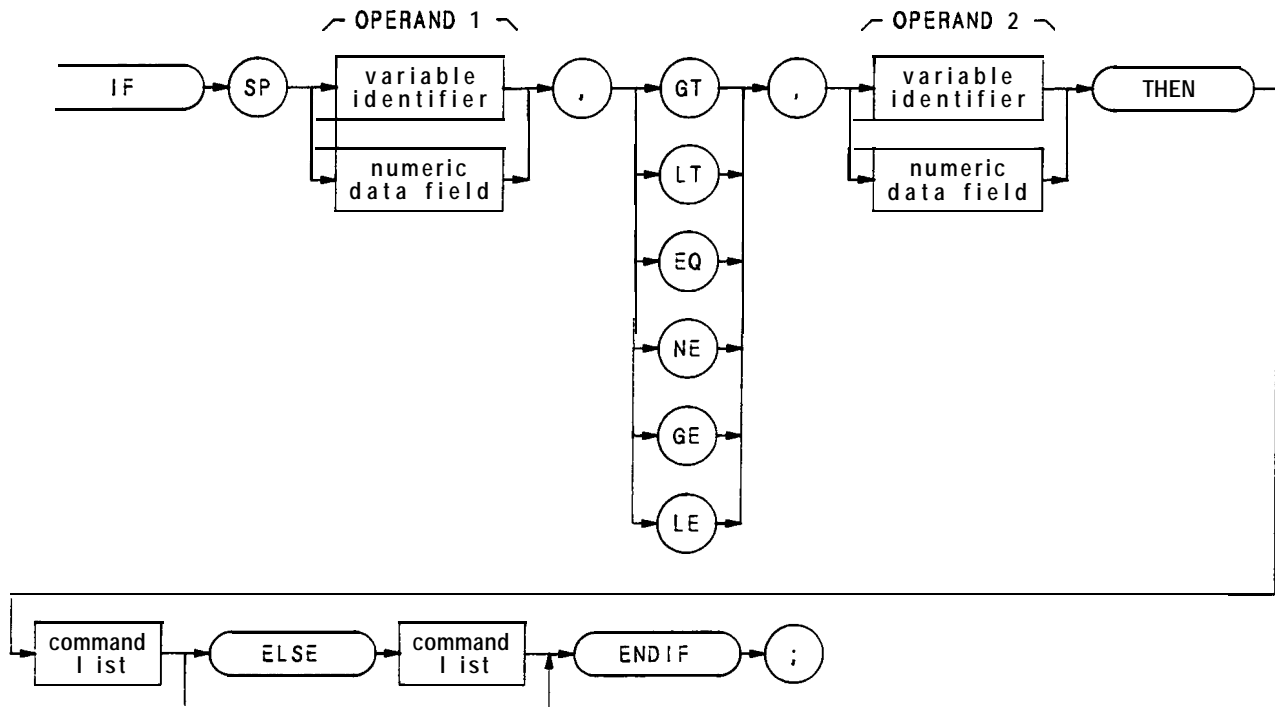 OPERAND 1
OPERAND 2
IF
SP
variable
identifier
numeric
data field
,
GT
LT
EQ
NE
GE
LE
,
variable
identifier
numeric
data field
THEN
command
list
ELSE
command
list
ENDIF
;